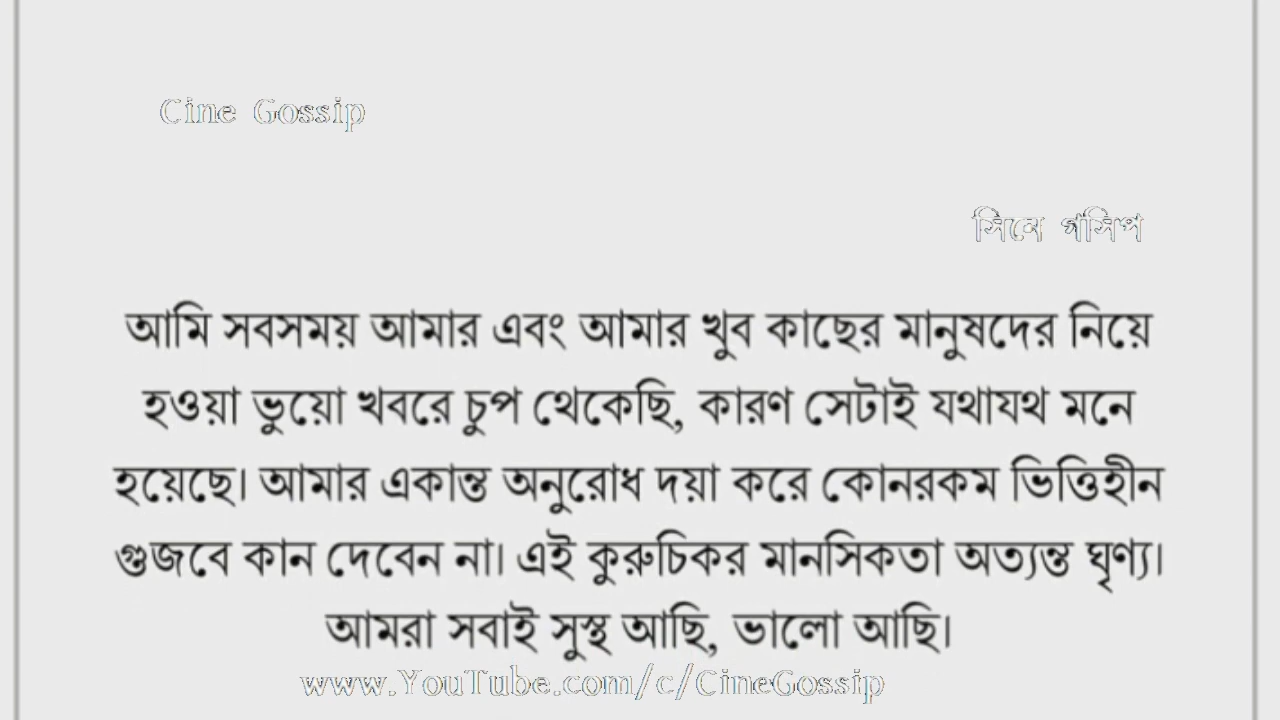 Cine Gossip
সিনে গসিপ
আমি সবসময় আমার এবং আমার খুব কাছের মানুষদের নিয়ে
হওয়া ভুয়ো খবরে চুপ থেকেছি, কারণ সেটাই যথাযথ মনে
হয়েছে। আমার একান্ত অনুরোধ দয়া করে কোনরকম ভিত্তিহীন
গুজবে কান দেবেন না। এই কুরুচিকর মানসিকতা অত্যন্ত ঘৃণ্য।
আমরা সবাই সুস্থ আছি, ভালো আছি।
www.YouTube.com/c/CineGossip